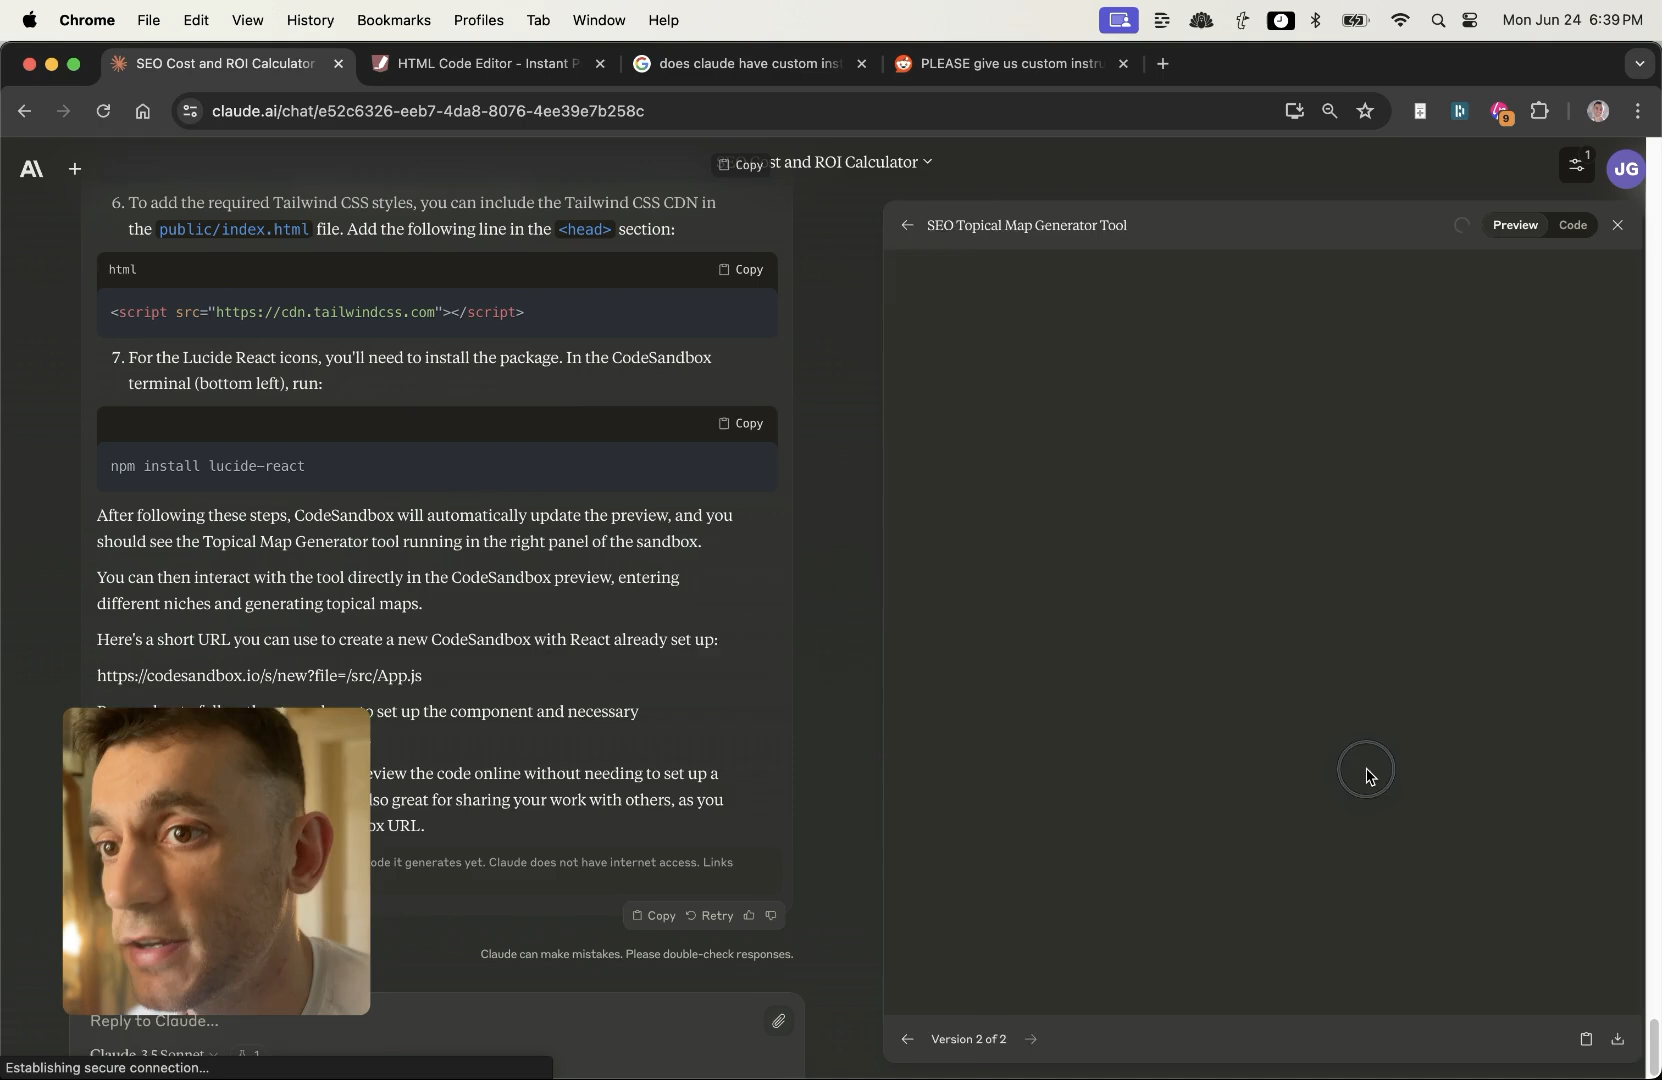 Chrome File Edit View History Bookmarks Profiles Tab Window Help
Mon Jun 24 6:39 PM
SEO Cost and ROI Calculator
HTML Code Editor - Instant P
does claude have custom inst
PLEASE give us custom instru
claude.ai/chat/e52c6326-eeb7-4da8-8076-4ee39e7b258c
9
Copy
st and ROI Calculator
1
JG
6. To add the required Tailwind CSS styles, you can include the Tailwind CSS CDN in
the public/index.html file. Add the following line in the <head> section:
html
Copy
<script src="https://cdn.tailwindcss.com"></script>
7. For the Lucide React icons, you'll need to install the package. In the CodeSandbox
terminal (bottom left), run:
Copy
npm install lucide-react
After following these steps, CodeSandbox will automatically update the preview, and you
should see the Topical Map Generator tool running in the right panel of the sandbox.
You can then interact with the tool directly in the CodeSandbox preview, entering
different niches and generating topical maps.
Here's a short URL you can use to create a new CodeSandbox with React already set up:
https://codesandbox.io/s/new?file=/src/App.js
set up the component and necessary
view the code online without needing to set up a
so great for sharing your work with others, as you
ox URL.
ode it generates yet. Claude does not have internet access. Links
Copy Retry
Claude can make mistakes. Please double-check responses.
Reply to Claude...
Claude 3.5 Sonnet
1
Establishing secure connection...
SEO Topical Map Generator Tool
Preview Code
Version 2 of 2